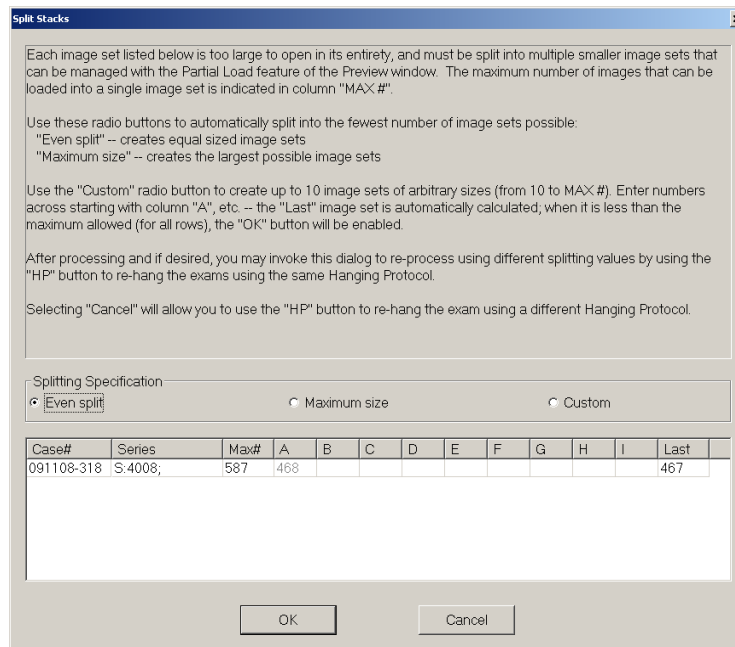 Split Stacks
Each image set listed below is too large to open in its entirety, and must be split into multiple smaller image sets that
can be managed with the Partial Load feature of the Preview window.  The maximum number of images that can be
loaded into a single image set is indicated in column "MAX #".
Use these radio buttons to automatically split into the fewest number of image sets possible:
"Even split" -- creates equal sized image sets
"Maximum size" -- creates the largest possible image sets
Use the "Custom" radio button to create up to 10 image sets of arbitrary sizes (from 10 to MAX #). Enter numbers
across starting with column "A", etc. -- the "Last" image set is automatically calculated; when it is less than the
maximum allowed (for all rows), the "OK" button will be enabled.
After processing and if desired, you may invoke this dialog to re-process using different splitting values by using the
"HP" button to re-hang the exams using the same Hanging Protocol.
Selecting "Cancel" will allow you to use the "HP" button to re-hang the exam using a different Hanging Protocol.
Splitting Specification
Even split Maximum size Custom
Case# Series Max# A B C D E F G H I Last
091108-318 S:4008; 587 468 467
OK Cancel